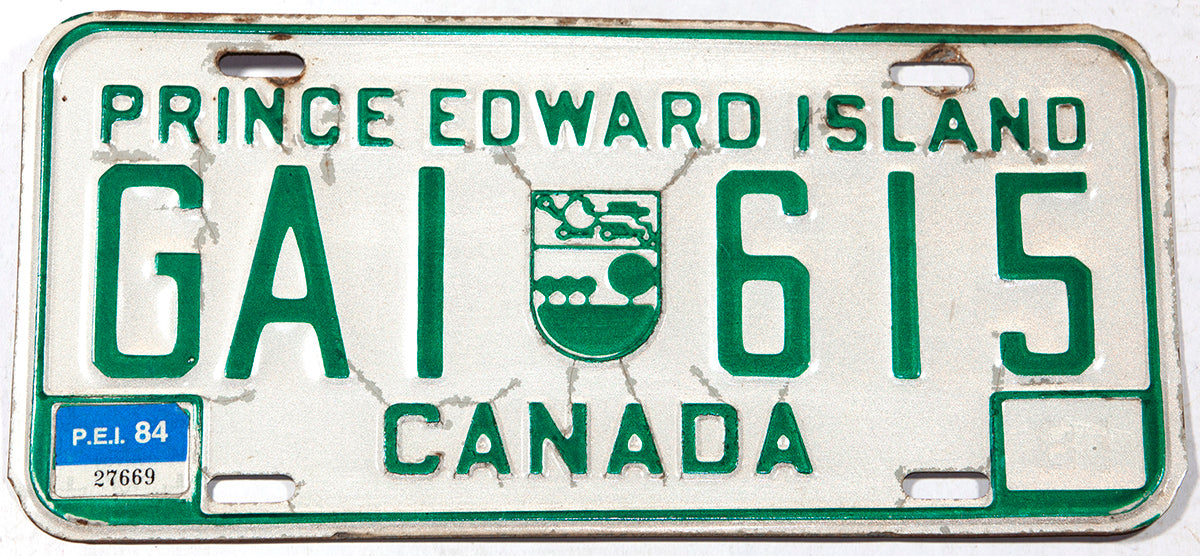 PRINCE EDWARD ISLAND
GA1 615
CANADA
P.E.I. 84
27669